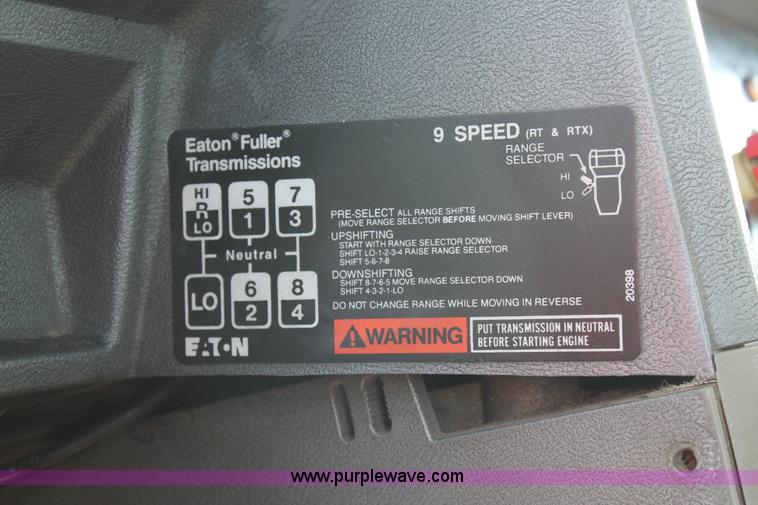 Eaton® Fuller®
Transmissions
9 SPEED (RT & RTX)
RANGE
SELECTOR
HI
LO
HI
R
LO
5
1
7
3
Neutral
LO
6
2
8
4
PRE-SELECT ALL RANGE SHIFTS
(MOVE RANGE SELECTOR BEFORE MOVING SHIFT LEVER)
UPSHIFTING
START WITH RANGE SELECTOR DOWN
SHIFT LO-1-2-3-4 RAISE RANGE SELECTOR
SHIFT 5-6-7-8
DOWNSHIFTING
SHIFT 8-7-6-5 MOVE RANGE SELECTOR DOWN
SHIFT 4-3-2-1-LO
DO NOT CHANGE RANGE WHILE MOVING IN REVERSE
WARNING
PUT TRANSMISSION IN NEUTRAL
BEFORE STARTING ENGINE
EATON
20398
www.purplewave.com